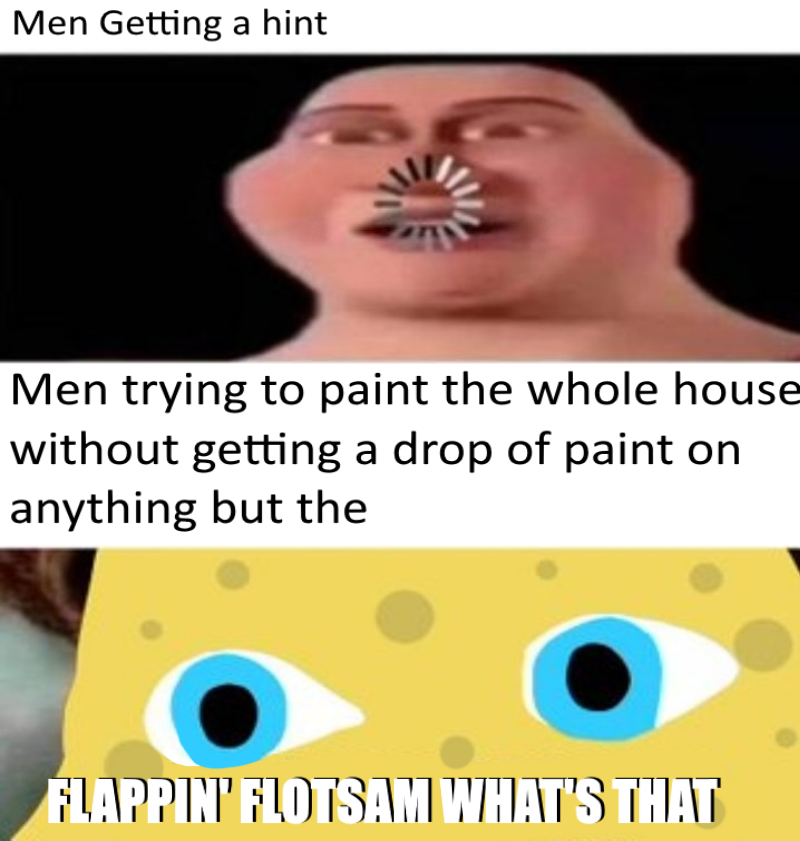 Men Getting a hint
Men trying to paint the whole house
without getting a drop of paint on
anything but the
FLAPPIN' FLOTSAM WHAT'S THAT